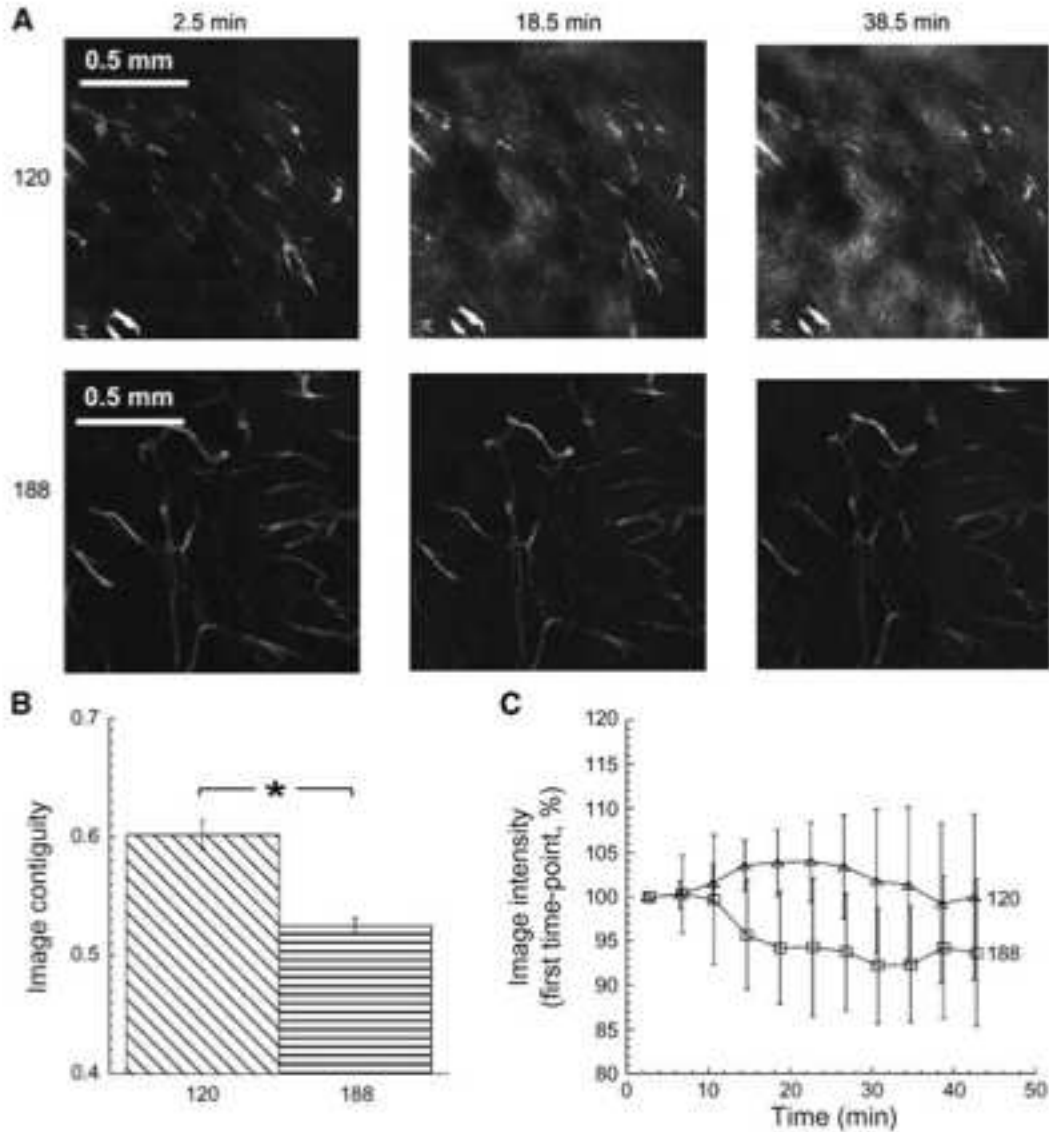 A
2.5 min
18.5 min
38.5 min
120
0.5 mm
188
0.5 mm
B
Image contiguity
0.7
0.6
0.5
0.4
*
120
188
C
Image intensity
(first time-point, %)
120
115
110
105
100
95
90
85
80
120
188
0
10
20
30
40
50
Time (min)